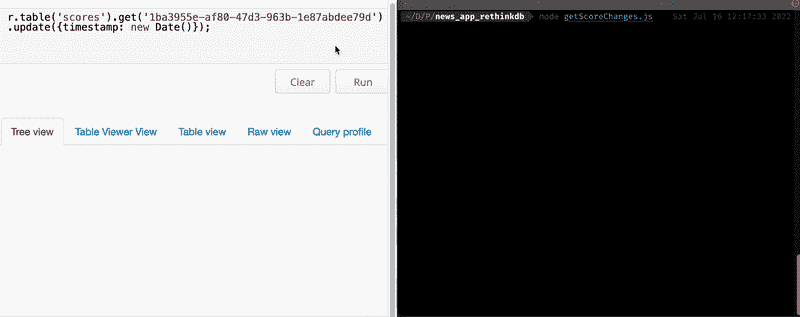 r.table('scores').get('1ba3955e-af80-47d3-963b-1e87abdee79d')
.update({timestamp: new Date()});
Clear Run
Tree view Table Viewer View Table view Raw view Query profile
~/D/P/news_app_rethinkdb node getScoreChanges.js Sat Jul 16 12:17:33 2022